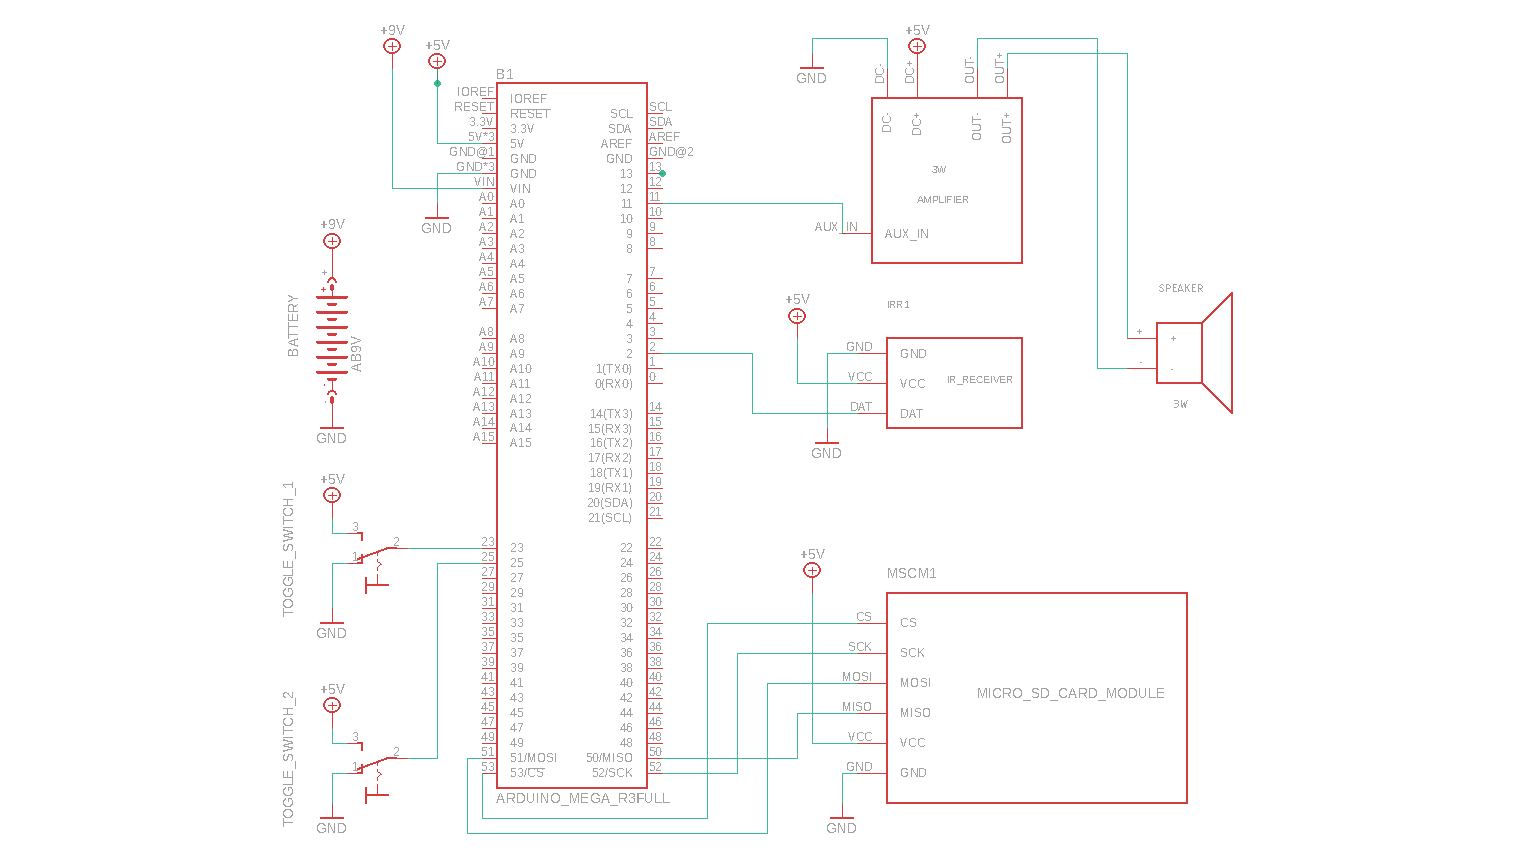 +9V
+5V
B1
IOREF
RESET
3.3V
5V*3
GND@1
GND*3
VIN
A0
A1
A2
A3
A4
A5
A6
A7
A8
A9
A10
A11
A12
A13
A14
A15
23
25
27
29
31
33
35
37
39
41
43
45
47
49
51
53
IOREF
RESET
3.3V
5V
GND
GND
VIN
A0
A1
A2
A3
A4
A5
A6
A7
A8
A9
A10
A11
A12
A13
A14
A15
23
25
27
29
31
33
35
37
39
41
43
45
47
49
51/MOSI
53/CS
SCL
SDA
AREF
GND
13
12
11
10
9
8
7
6
5
4
3
2
1(TX0)
0(RX0)
14(TX3)
15(RX3)
16(TX2)
17(RX2)
18(TX1)
19(RX1)
20(SDA)
21(SCL)
22
24
26
28
30
32
34
36
38
40
42
44
46
48
50/MISO
52/SCK
SCL
SDA
AREF
GND@2
13
12
11
10
9
8
7
6
5
4
3
2
1
0
14
15
16
17
18
19
20
21
22
24
26
28
30
32
34
36
38
40
42
44
46
48
50
52
ARDUINO_MEGA_R3FULL
GND
+9V
+
+
BATTERY
AB9V
-
-
GND
+5V
TOGGLE_SWITCH_1
3
2
1
GND
+5V
TOGGLE_SWITCH_2
3
2
1
GND
GND
+5V
DC-
DC+
OUT-
OUT+
DC-
DC+
OUT-
OUT+
3W
AMPLIFIER
AUX_IN
AUX_IN
SPEAKER
+
+
-
-
3W
+5V
IRR1
GND
VCC
DAT
GND
VCC
DAT
IR_RECEIVER
GND
+5V
MSCM1
CS
SCK
MOSI
MISO
VCC
GND
CS
SCK
MOSI
MISO
VCC
GND
MICRO_SD_CARD_MODULE
GND